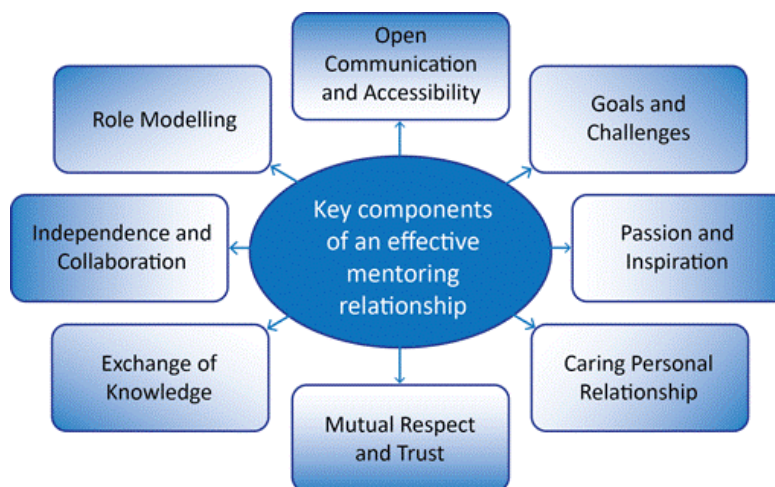 Open
Communication
and Accessibility
Role Modelling
Goals and
Challenges
Independence and
Collaboration
Key components
of an effective
mentoring
relationship
Passion and
Inspiration
Exchange of
Knowledge
Caring Personal
Relationship
Mutual Respect
and Trust